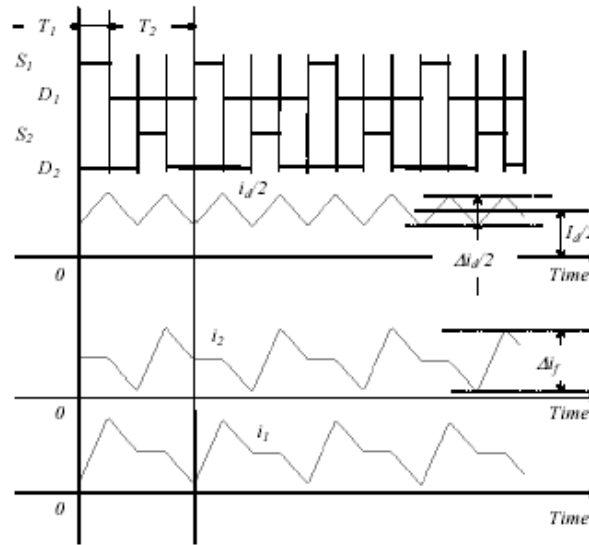 T1 T2
S1
D1
S2
D2
id/2
Id/2
0 Δid/2 Time
i2
Δif
0 Time
i1
0 Time